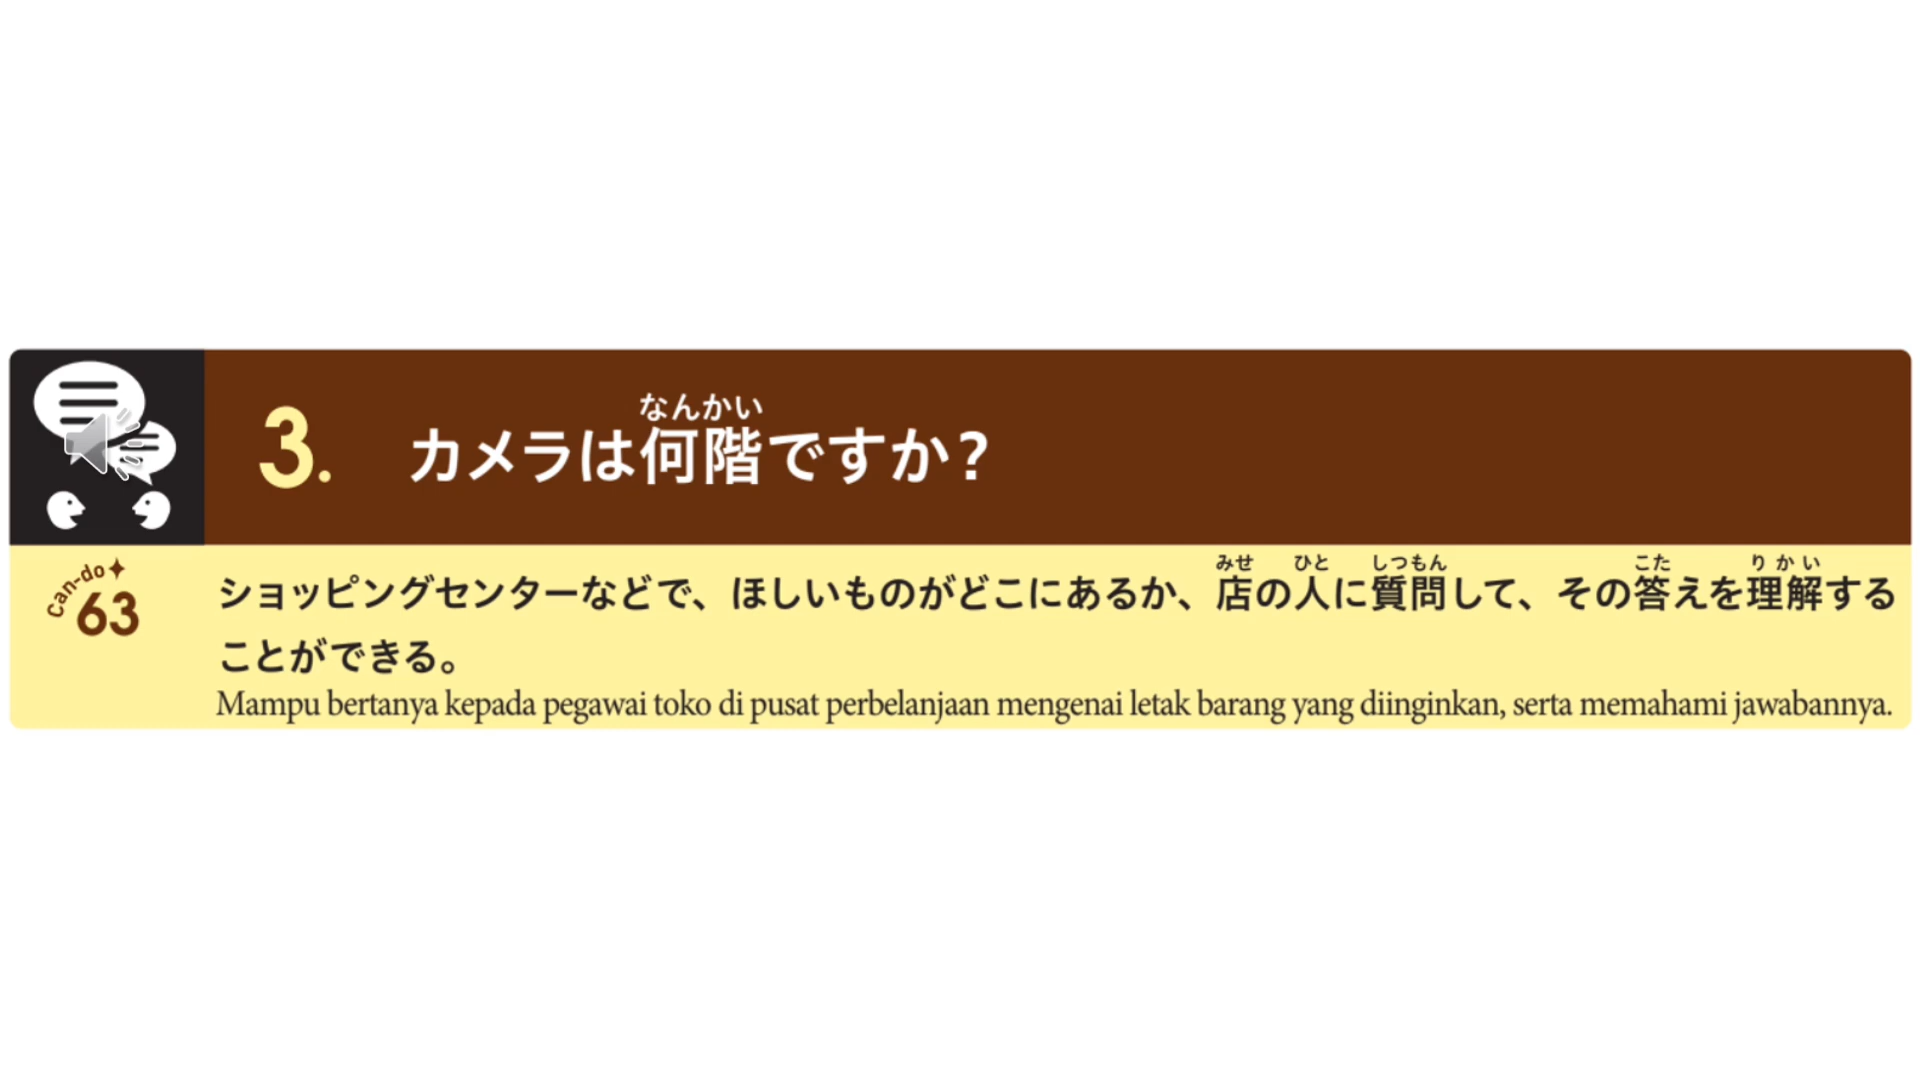 なんかい
3. カメラは何階ですか?
Can-do
63
みせ ひと しつもん こた りかい
ショッピングセンターなどで、ほしいものがどこにあるか、店の人に質問して、その答えを理解する
ことができる。
Mampu bertanya kepada pegawai toko di pusat perbelanjaan mengenai letak barang yang diinginkan, serta memahami jawabannya.